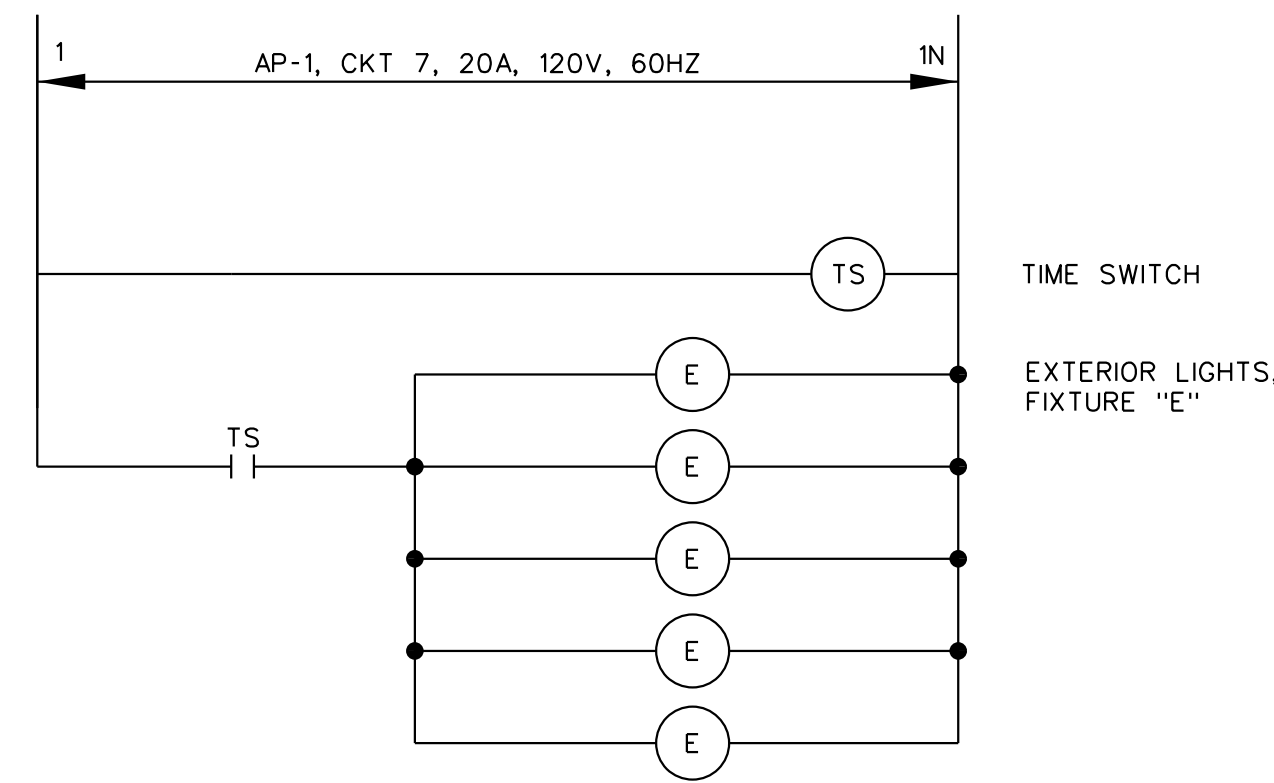 1
AP-1, CKT 7, 20A, 120V, 60HZ
1N
TS
TIME SWITCH
E
EXTERIOR LIGHTS,
FIXTURE "E"
TS
E
E
E
E